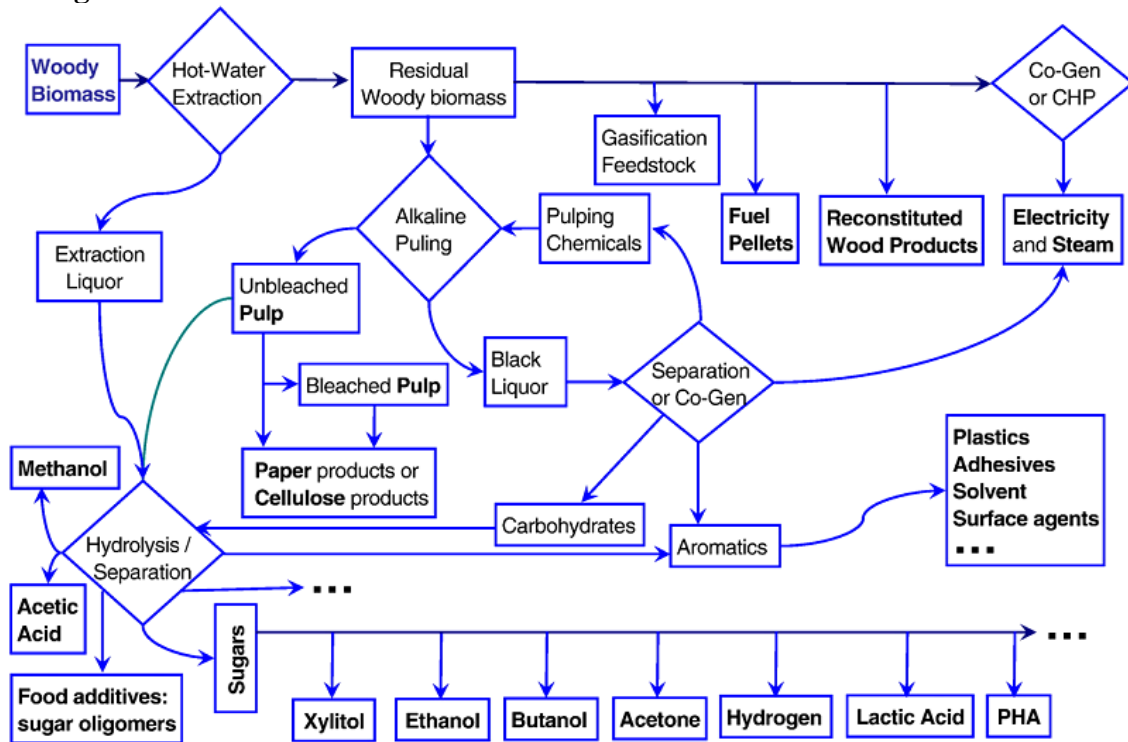 Woody
Biomass
Hot-Water
Extraction
Residual
Woody biomass
Co-Gen
or CHP
Gasification
Feedstock
Extraction
Liquor
Alkaline
Puling
Pulping
Chemicals
Fuel
Pellets
Reconstituted
Wood Products
Electricity
and Steam
Unbleached
Pulp
Bleached Pulp
Black
Liquor
Separation
or Co-Gen
Paper products or
Cellulose products
Plastics
Adhesives
Solvent
Surface agents
...
Methanol
Carbohydrates
Aromatics
Hydrolysis /
Separation
...
Acetic
Acid
Sugars
...
Food additives:
sugar oligomers
Xylitol
Ethanol
Butanol
Acetone
Hydrogen
Lactic Acid
PHA